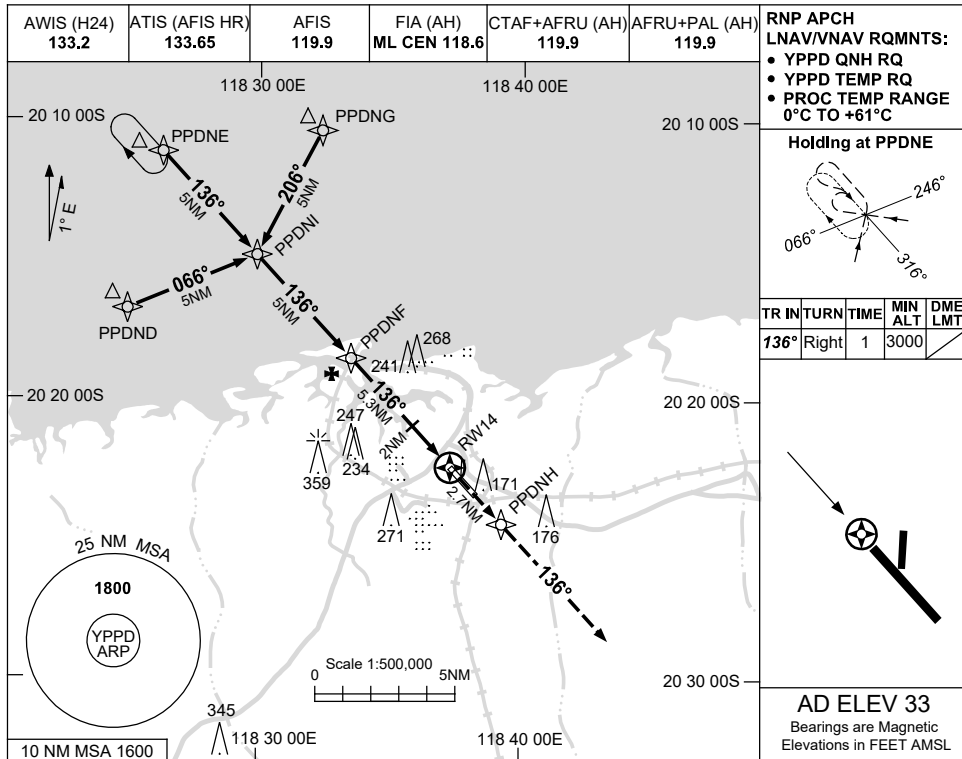 AWIS (H24)
133.2
ATIS (AFIS HR)
133.65
AFIS
119.9
FIA (AH)
ML CEN 118.6
CTAF+AFRU (AH)
119.9
AFRU+PAL (AH)
119.9
RNP APCH
LNAV/VNAV RQMNTS:
• YPPD QNH RQ
• YPPD TEMP RQ
• PROC TEMP RANGE
0°C TO +61°C
118 30 00E
118 40 00E
20 10 00S
20 10 00S
PPDNE
PPDNG
136°
5NM
206°
5NM
1° E
PPDNI
066°
5NM
PPDND
136°
5NM
PPDNF
268
241
136°
5.3NM
20 20 00S
20 20 00S
247
234
2NM
RW14
359
171
2.7NM
PPDNH
271
176
136°
25 NM MSA
1800
YPPD
ARP
Scale 1:500,000
0
5NM
20 30 00S
345
118 30 00E
118 40 00E
10 NM MSA 1600
Holding at PPDNE
246°
066°
316°
TR IN
TURN
TIME
MIN
ALT
DME
LMT
136°
Right
1
3000
AD ELEV 33
Bearings are Magnetic
Elevations in FEET AMSL